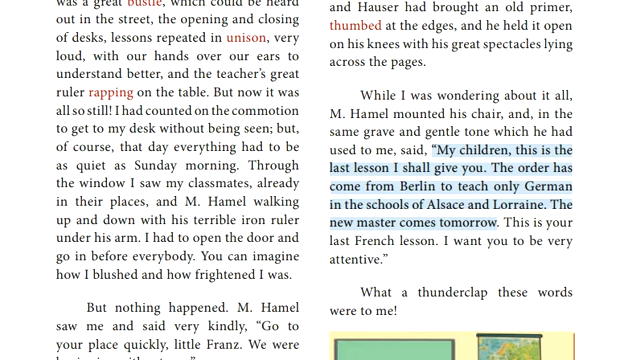 was a great bustle, which could be heard
out in the street, the opening and closing
of desks, lessons repeated in unison, very
loud, with our hands over our ears to
understand better, and the teacher's great
ruler rapping on the table. But now it was
all so still! I had counted on the commotion
to get to my desk without being seen; but,
of course, that day everything had to be
as quiet as Sunday morning. Through
the window I saw my classmates, already
in their places, and M. Hamel walking
up and down with his terrible iron ruler
under his arm. I had to open the door and
go in before everybody. You can imagine
how I blushed and how frightened I was.
But nothing happened. M. Hamel
saw me and said very kindly, “Go to
your place quickly, little Franz. We were
and Hauser had brought an old primer,
thumbed at the edges, and he held it open
on his knees with his great spectacles lying
across the pages.
While I was wondering about it all,
M. Hamel mounted his chair, and, in the
same grave and gentle tone which he had
used to me, said, “My children, this is the
last lesson I shall give you. The order has
come from Berlin to teach only German
in the schools of Alsace and Lorraine. The
new master comes tomorrow. This is your
last French lesson. I want you to be very
attentive.”
What a thunderclap these words
were to me!